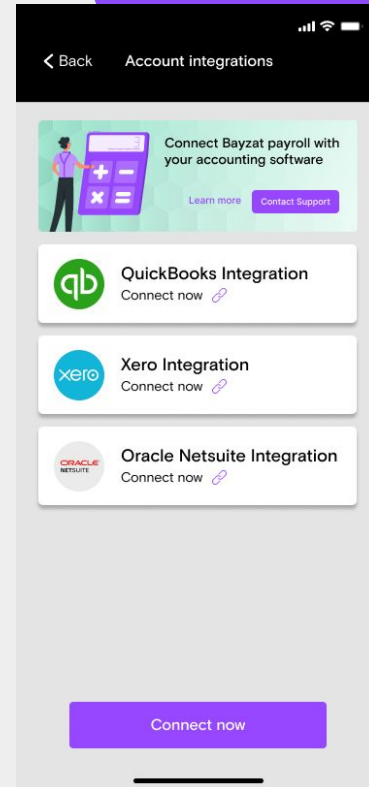 Back
Account integrations
Connect Bayzat payroll with
your accounting software
Learn more
Contact Support
qb
QuickBooks Integration
Connect now
xero
Xero Integration
Connect now
ORACLE
NETSUITE
Oracle Netsuite Integration
Connect now
Connect now